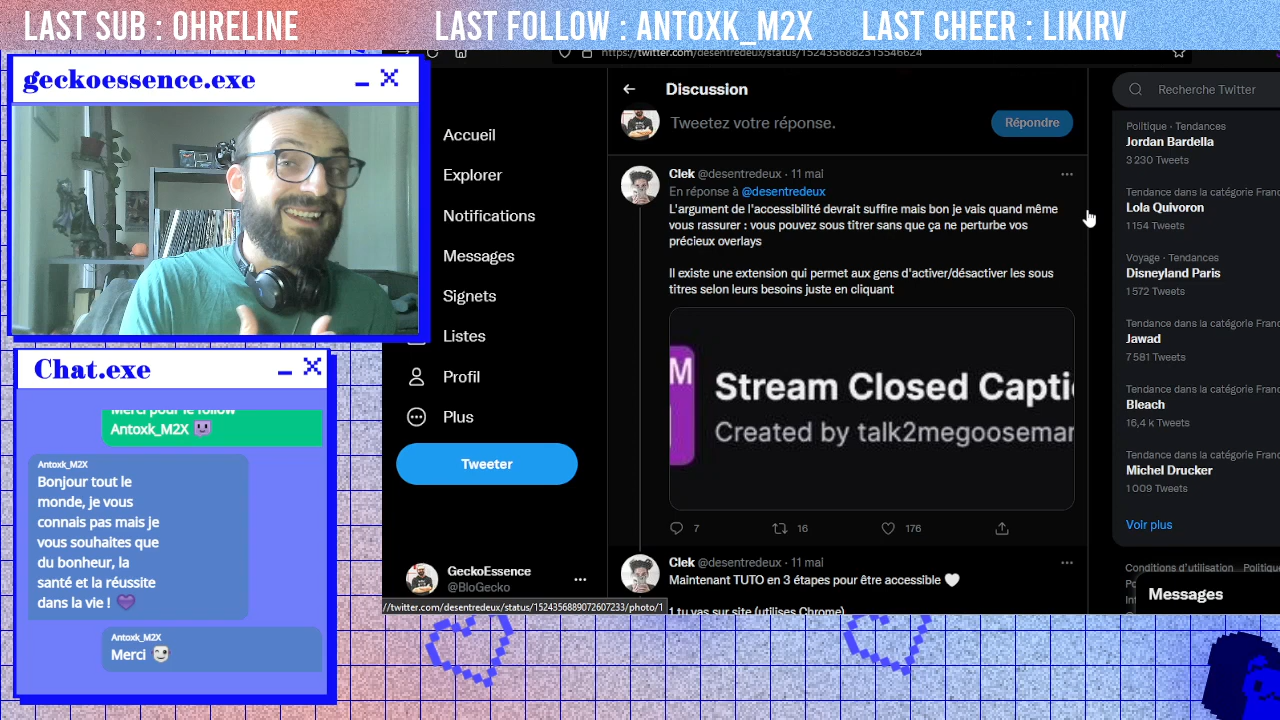 LAST SUB : OHRELINE
LAST FOLLOW : ANTOXK_M2X
LAST CHEER : LIKIRV
geckoessence.exe
https://twitter.com/desentredeux/status/1524356882315546624
Discussion
Tweetez votre réponse.
Répondre
Accueil
Explorer
Notifications
Messages
Signets
Listes
Profil
Plus
Tweeter
GeckoEssence
@BloGecko
Clek @desentredeux · 11 mai
En réponse à @desentredeux
L'argument de l'accessibilité devrait suffire mais bon je vais quand même
vous rassurer : vous pouvez sous titrer sans que ça ne perturbe vos
précieux overlays
Il existe une extension qui permet aux gens d'activer/désactiver les sous
titres selon leurs besoins juste en cliquant
M
Stream Closed Capti
Created by talk2megoosemar
7
16
176
Clek @desentredeux · 11 mai
Maintenant TUTO en 3 étapes pour être accessible
1 tu vas sur site (utilises Chrome)
//twitter.com/desentredeux/status/1524356889072607233/photo/1
Recherche Twitter
Politique · Tendances
Jordan Bardella
3 230 Tweets
Tendance dans la catégorie Franc
Lola Quivoron
1 154 Tweets
Voyage · Tendances
Disneyland Paris
1 572 Tweets
Tendance dans la catégorie Franc
Jawad
7 581 Tweets
Tendance dans la catégorie Franc
Bleach
16,4 k Tweets
Tendance dans la catégorie Franc
Michel Drucker
1 009 Tweets
Voir plus
Conditions d'utilisation
Messages
Chat.exe
Merci pour le follow
Antoxk_M2X
Antoxk_M2X
Bonjour tout le
monde, je vous
connais pas mais je
vous souhaites que
du bonheur, la
santé et la réussite
dans la vie !
Antoxk_M2X
Merci